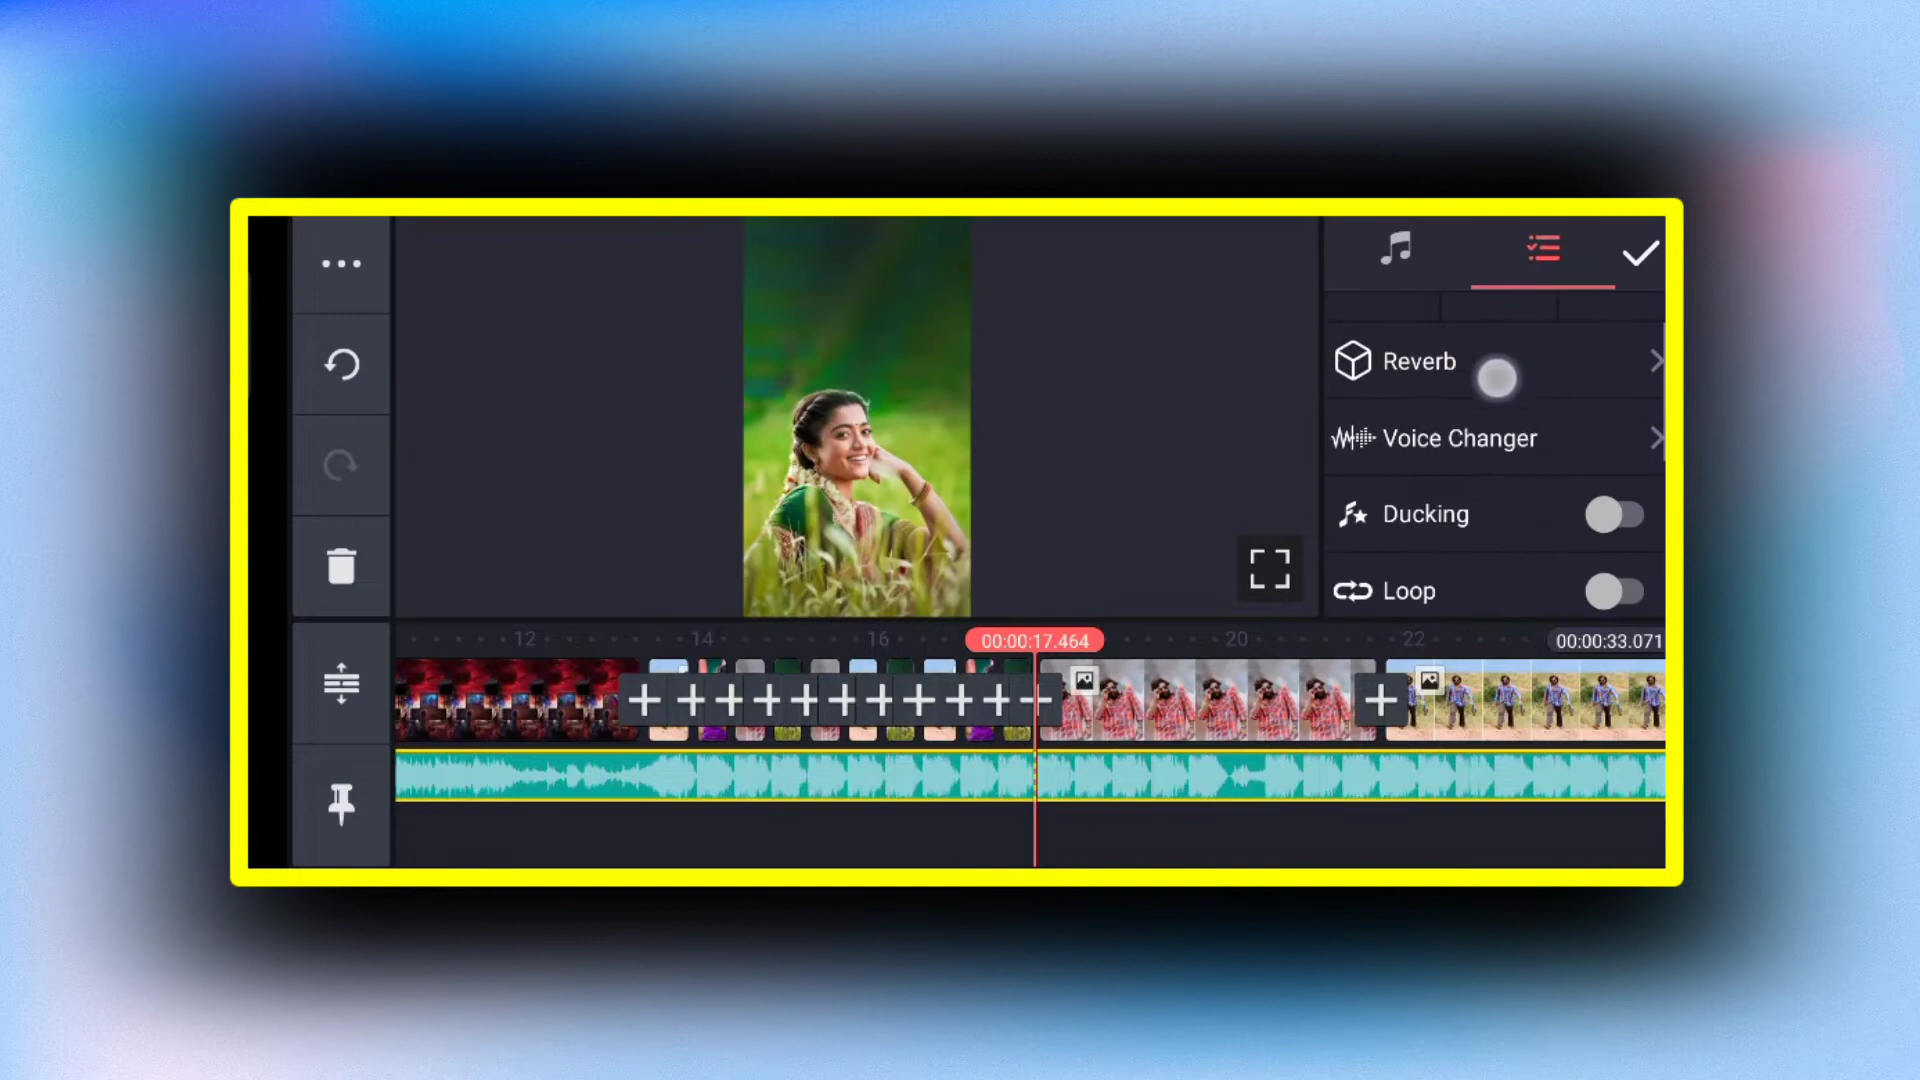 Reverb
Voice Changer
Ducking
Loop
12
14
16
00:00:17.464
20
22
00:00:33.071